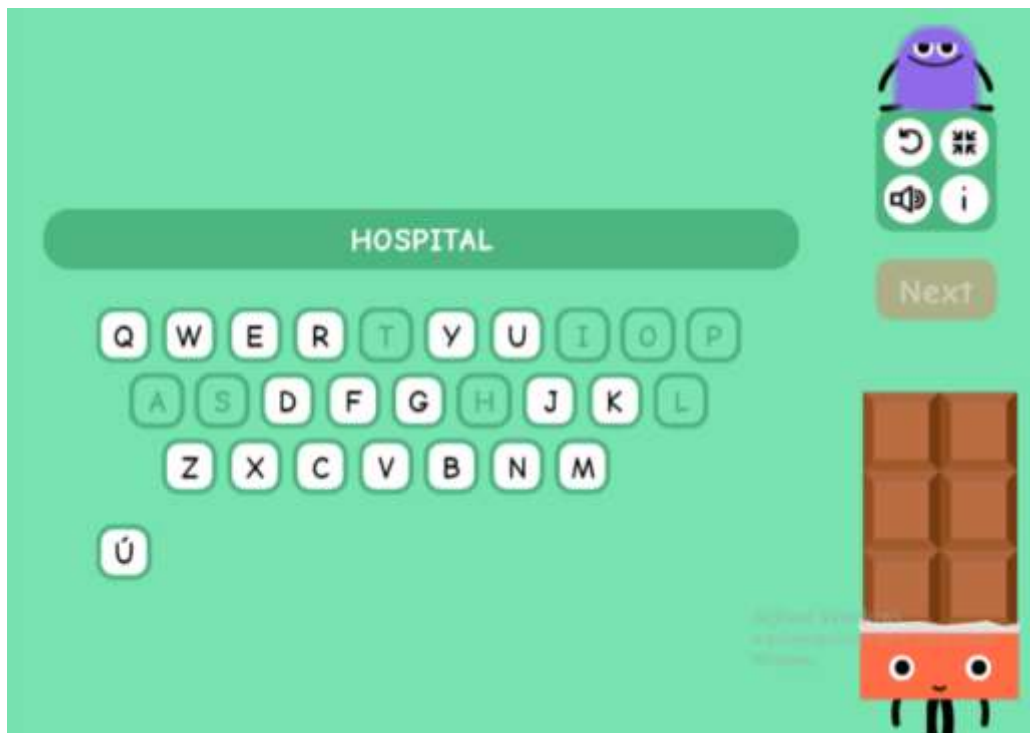 HOSPITAL
Next
Q W E R T Y U I O P
A S D F G H J K L
Z X C V B N M
Ú
i